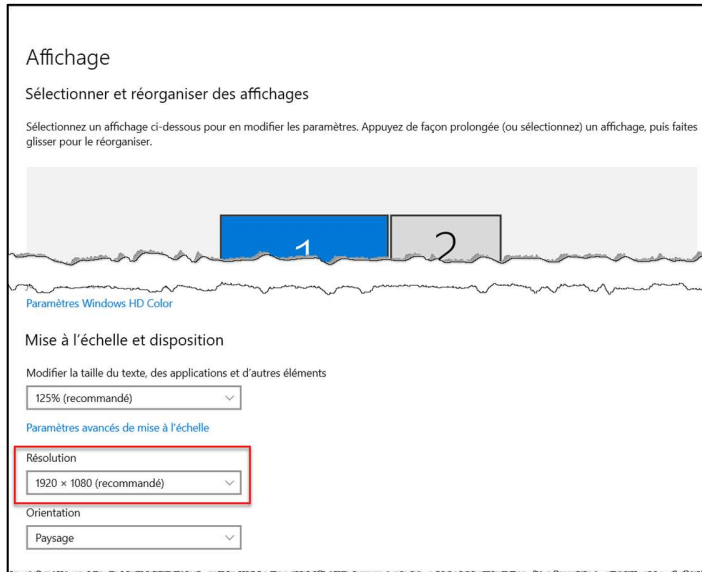 Affichage
Sélectionner et réorganiser des affichages
Sélectionnez un affichage ci-dessous pour en modifier les paramètres. Appuyez de façon prolongée (ou sélectionnez) un affichage, puis faites
glisser pour le réorganiser.
1 2
Paramètres Windows HD Color
Mise à l'échelle et disposition
Modifier la taille du texte, des applications et d'autres éléments
125% (recommandé)
Paramètres avancés de mise à l'échelle
Résolution
1920 × 1080 (recommandé)
Orientation
Paysage